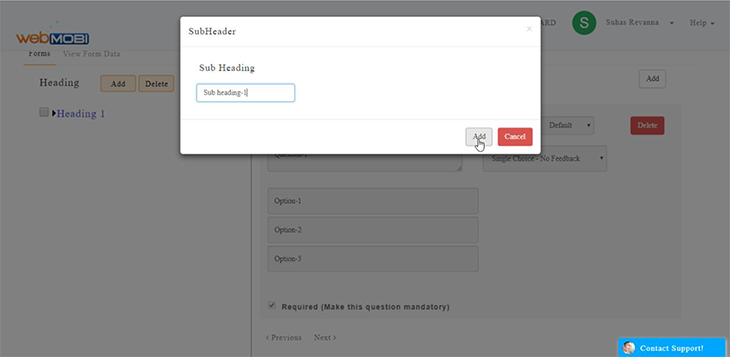 webMOBI
ARD
S
Suhas Revanna
Help
Forms
View Form Data
SubHeader
×
Sub Heading
Sub heading-1
Add
Cancel
Heading
Add
Delete
Add
Heading 1
Default
Delete
Question-1
Single Choice - No Feedback
Option-1
Option-2
Option-3
Required (Make this question mandatory)
‹ Previous
Next ›
Contact Support!